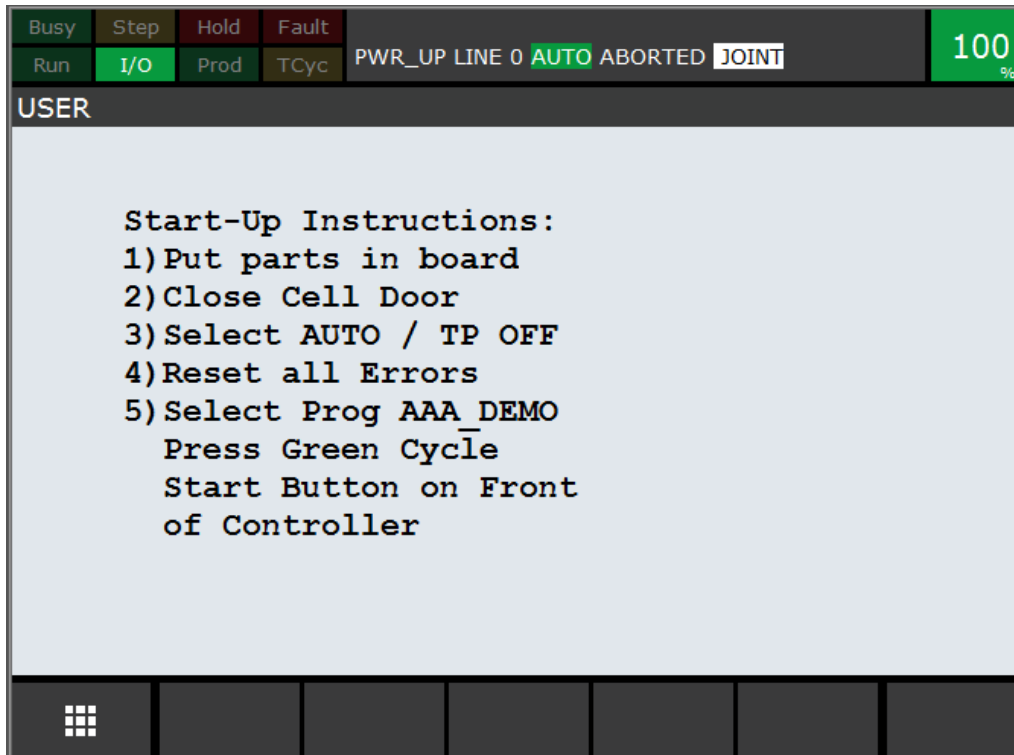 Busy Step Hold Fault
Run I/O Prod TCyc PWR_UP LINE 0 AUTO ABORTED JOINT
100 %
USER
Start-Up Instructions:
1)Put parts in board
2)Close Cell Door
3)Select AUTO / TP OFF
4)Reset all Errors
5)Select Prog AAA_DEMO
Press Green Cycle
Start Button on Front
of Controller